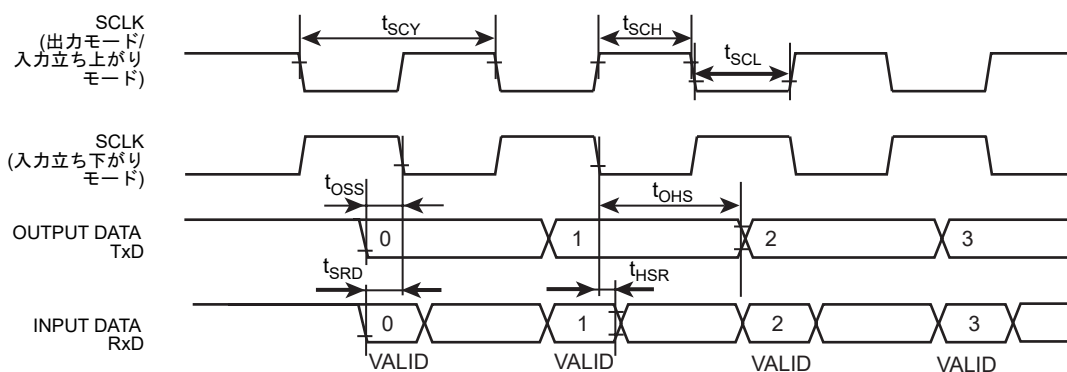 SCLK
(出力モード/
入力立ち上がり
モード)
tSCY
tSCH
tSCL
SCLK
(入力立ち下がり
モード)
tOSS
tOHS
OUTPUT DATA
TxD
0
1
2
3
tSRD
tHSR
INPUT DATA
RxD
0
1
2
3
VALID
VALID
VALID
VALID